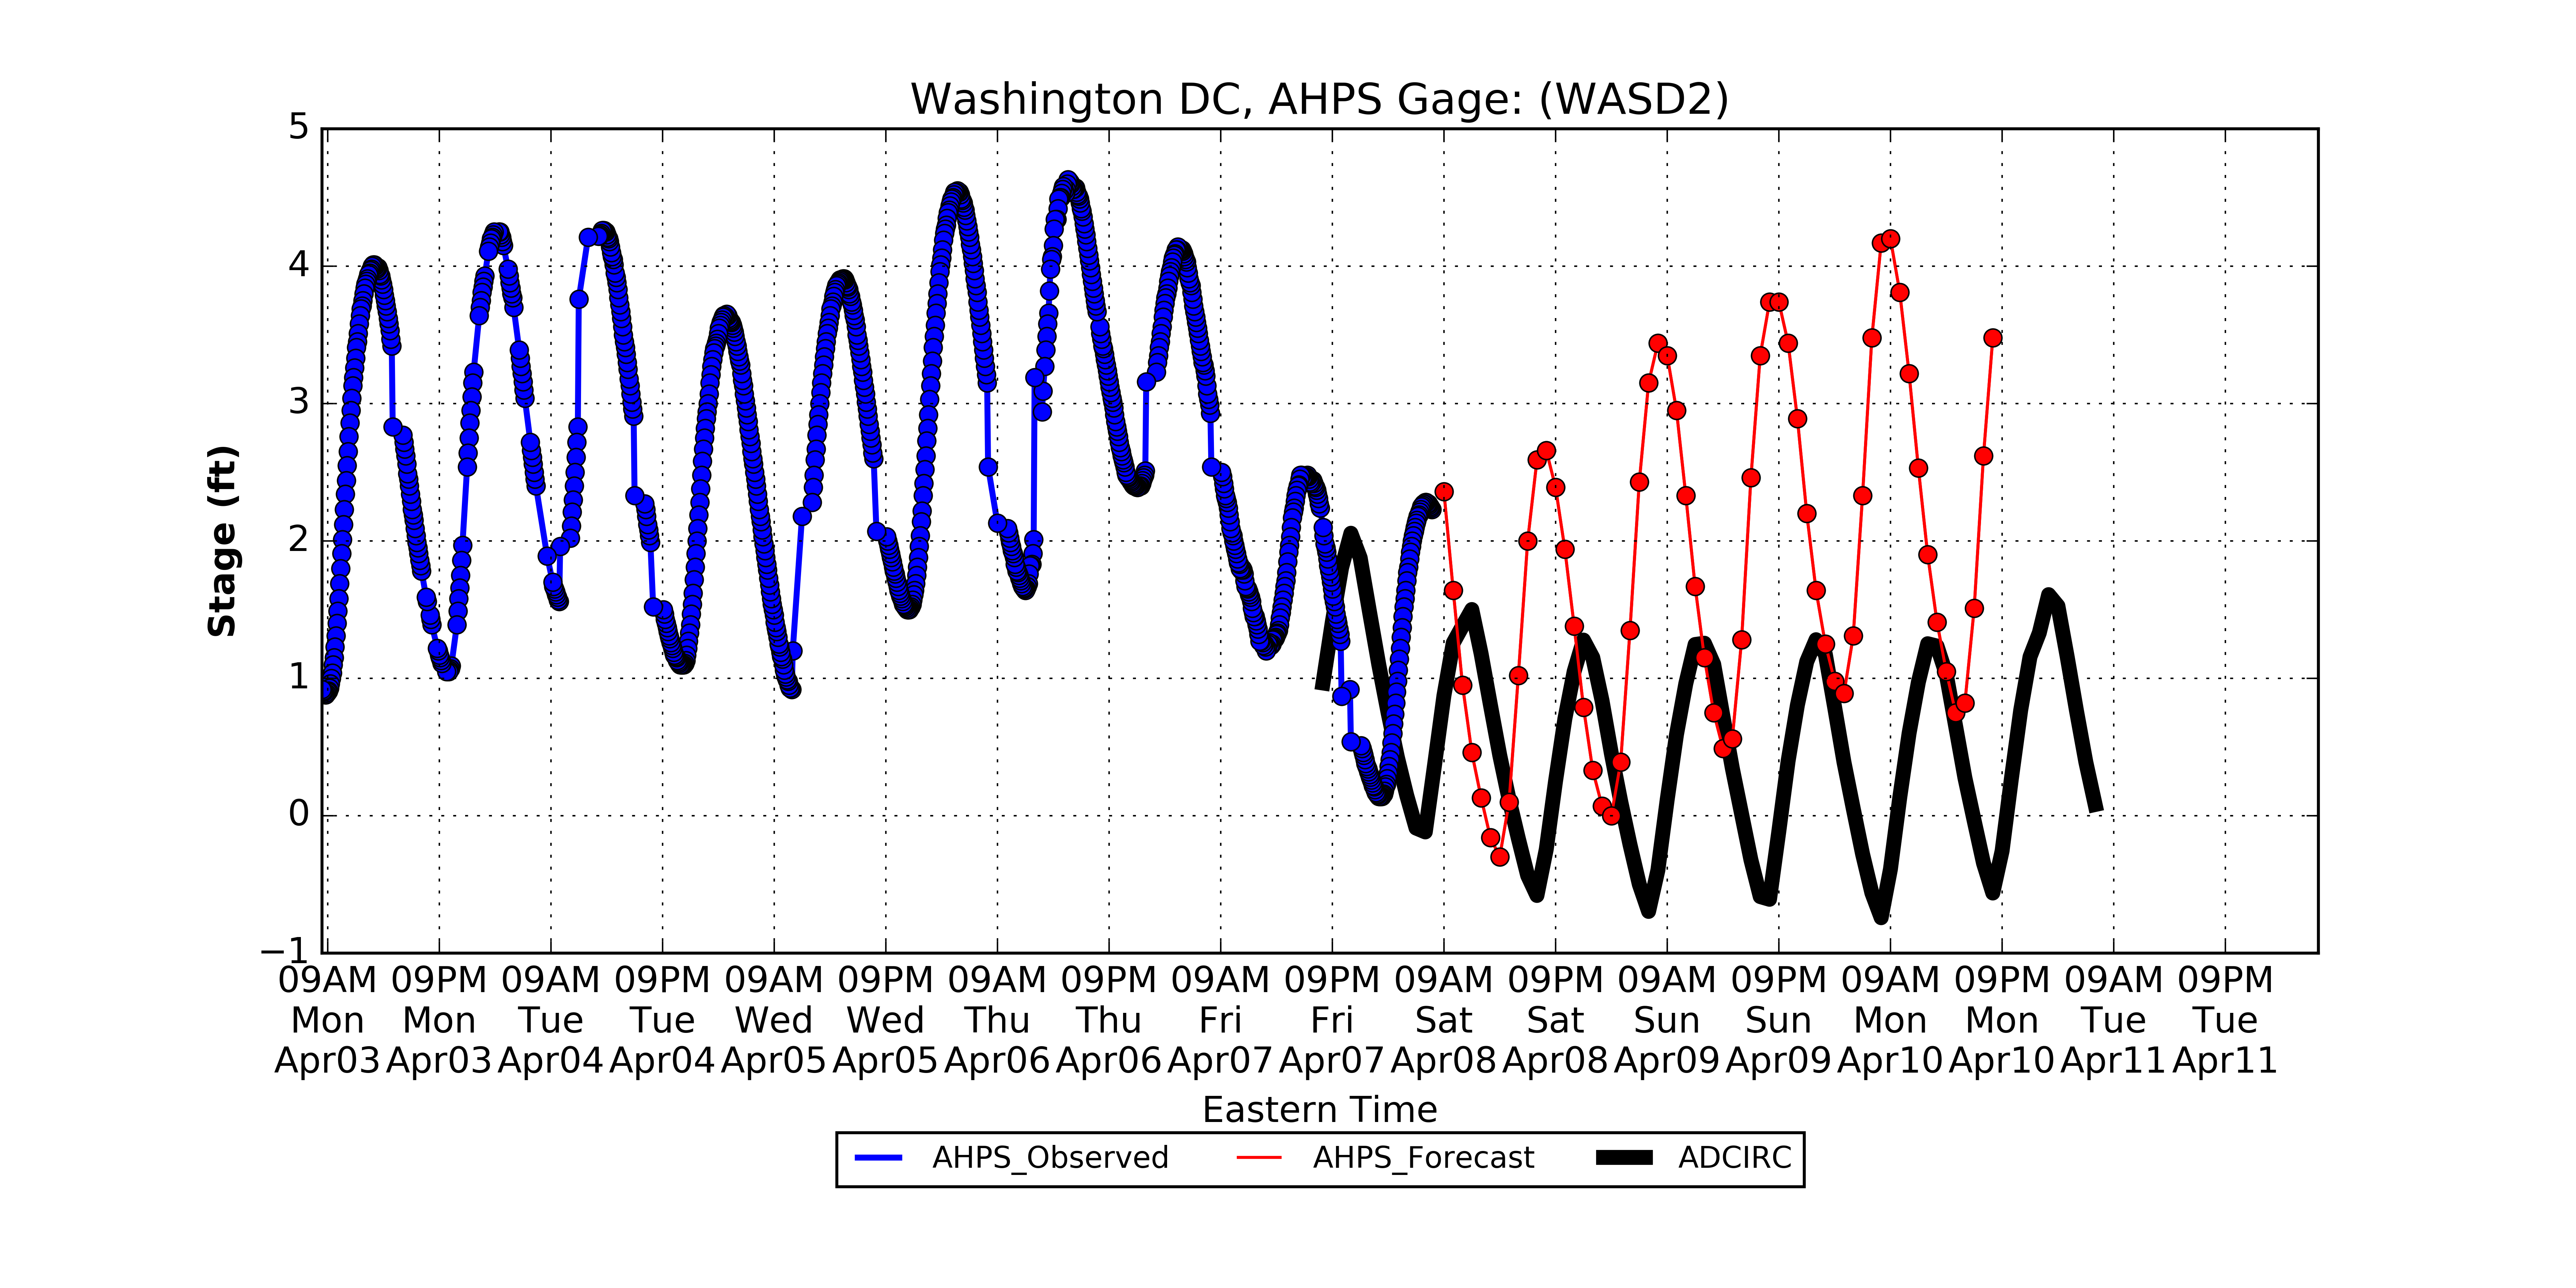 Washington DC, AHPS Gage: (WASD2)
5
4
3
2
1
0
−1
Stage (ft)
09AM 09PM 09AM 09PM 09AM 09PM 09AM 09PM 09AM 09PM 09AM 09PM 09AM 09PM 09AM 09PM 09AM 09PM
Mon Mon Tue Tue Wed Wed Thu Thu Fri Fri Sat Sat Sun Sun Mon Mon Tue Tue
Apr03 Apr03 Apr04 Apr04 Apr05 Apr05 Apr06 Apr06 Apr07 Apr07 Apr08 Apr08 Apr09 Apr09 Apr10 Apr10 Apr11 Apr11
Eastern Time
AHPS_Observed AHPS_Forecast ADCIRC